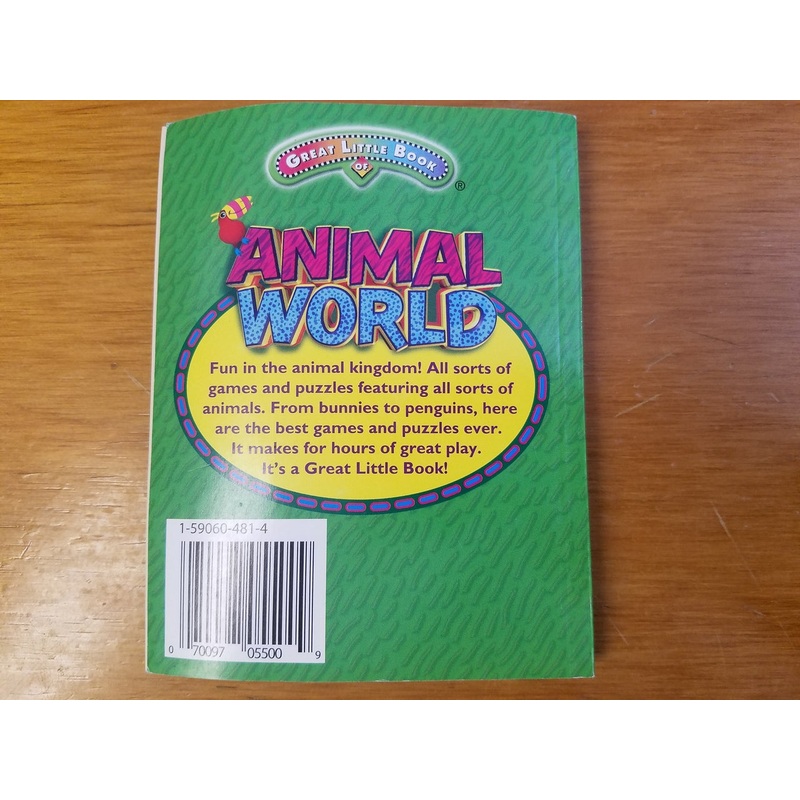 GREAT LITTLE BOOK
OF
®
ANIMAL
WORLD
Fun in the animal kingdom! All sorts of
games and puzzles featuring all sorts of
animals. From bunnies to penguins, here
are the best games and puzzles ever.
It makes for hours of great play.
It's a Great Little Book!
1-59060-481-4
0 70097 05500 9